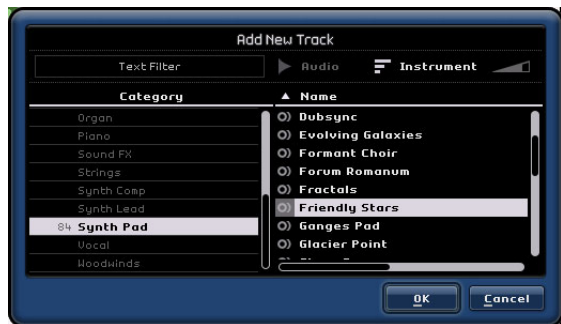 Add New Track
Text Filter
Audio
Instrument
Category
Name
Organ
Piano
Sound FX
Strings
Synth Comp
Synth Lead
84 Synth Pad
Vocal
Woodwinds
Dubsync
Evolving Galaxies
Formant Choir
Forum Romanum
Fractals
Friendly Stars
Ganges Pad
Glacier Point
OK
Cancel